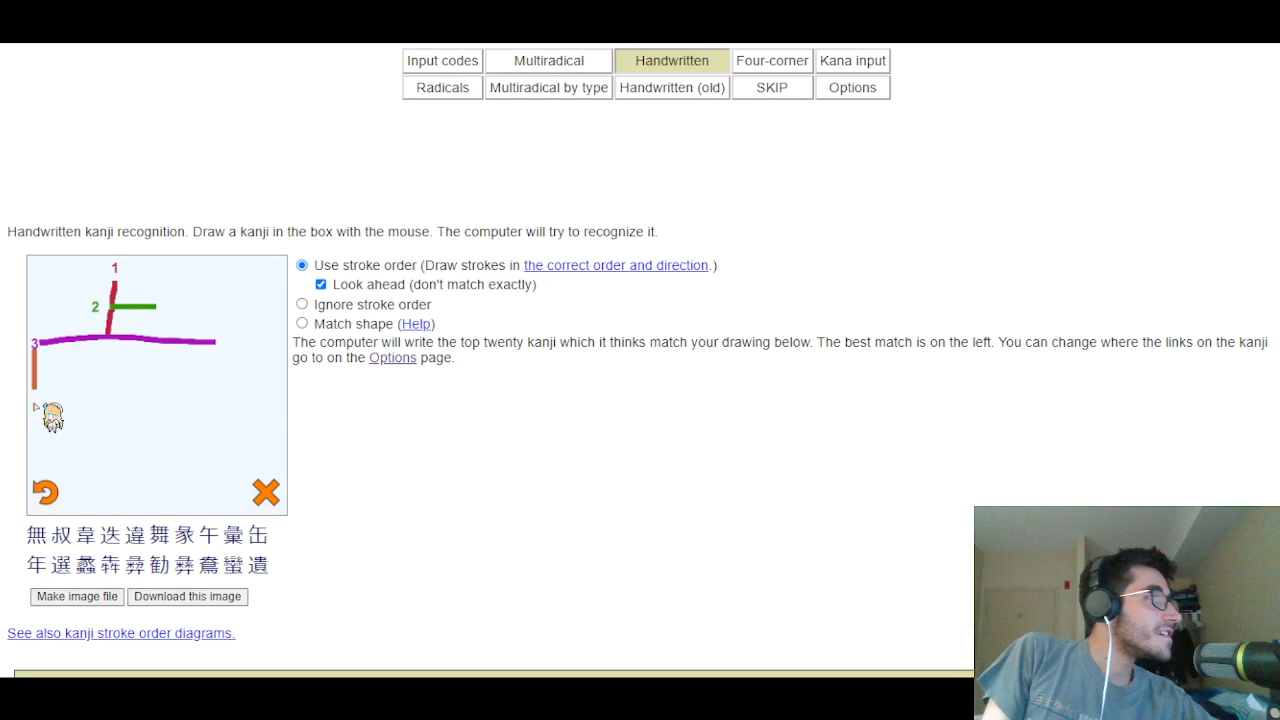 Input codes Multiradical Handwritten Four-corner Kana input
Radicals Multiradical by type Handwritten (old) SKIP Options
Handwritten kanji recognition. Draw a kanji in the box with the mouse. The computer will try to recognize it.
1
2
3
Use stroke order (Draw strokes in the correct order and direction.)
Look ahead (don't match exactly)
Ignore stroke order
Match shape (Help)
The computer will write the top twenty kanji which it thinks match your drawing below. The best match is on the left. You can change where the links on the kanji
go to on the Options page.
無 叔 韋 迭 違 舞 彖 午 彙 缶
年 選 蠡 犇 彜 勧 彝 鴦 蠻 遺
Make image file Download this image
See also kanji stroke order diagrams.